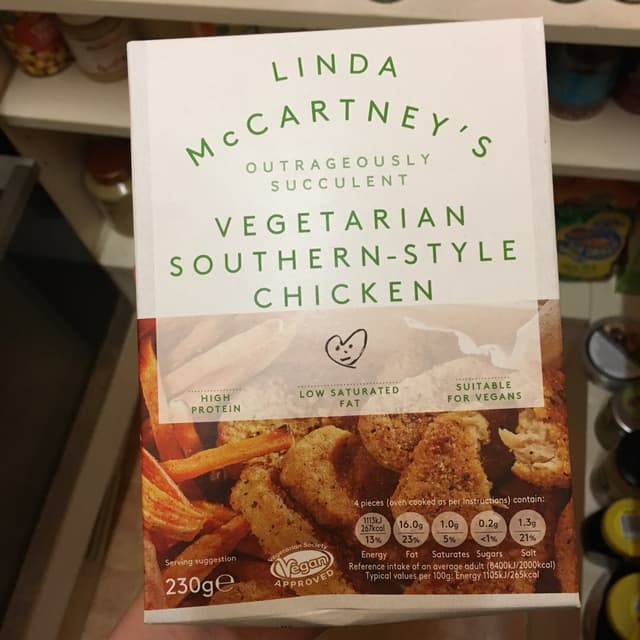 LINDA
McCARTNEY'S
OUTRAGEOUSLY
SUCCULENT
VEGETARIAN
SOUTHERN-STYLE
CHICKEN
HIGH
PROTEIN
LOW SATURATED
FAT
SUITABLE
FOR VEGANS
4 pieces (oven cooked as per instructions) contain:
1113kJ
267kcal
13%
16.0g
23%
1.0g
5%
0.2g
<1%
1.3g
21%
Energy Fat Saturates Sugars Salt
Reference intake of an average adult (8400kJ/2000kcal)
Typical values per 100g: Energy 1105kJ/265kcal
Serving suggestion
230g℮
Vegetarian Society
Vegan
APPROVED